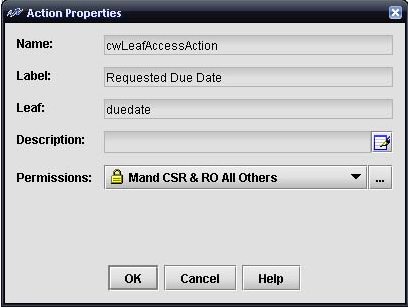 Action Properties
Name: cwLeafAccessAction
Label: Requested Due Date
Leaf: duedate
Description:
Permissions: Mand CSR & RO All Others ...
OK Cancel Help